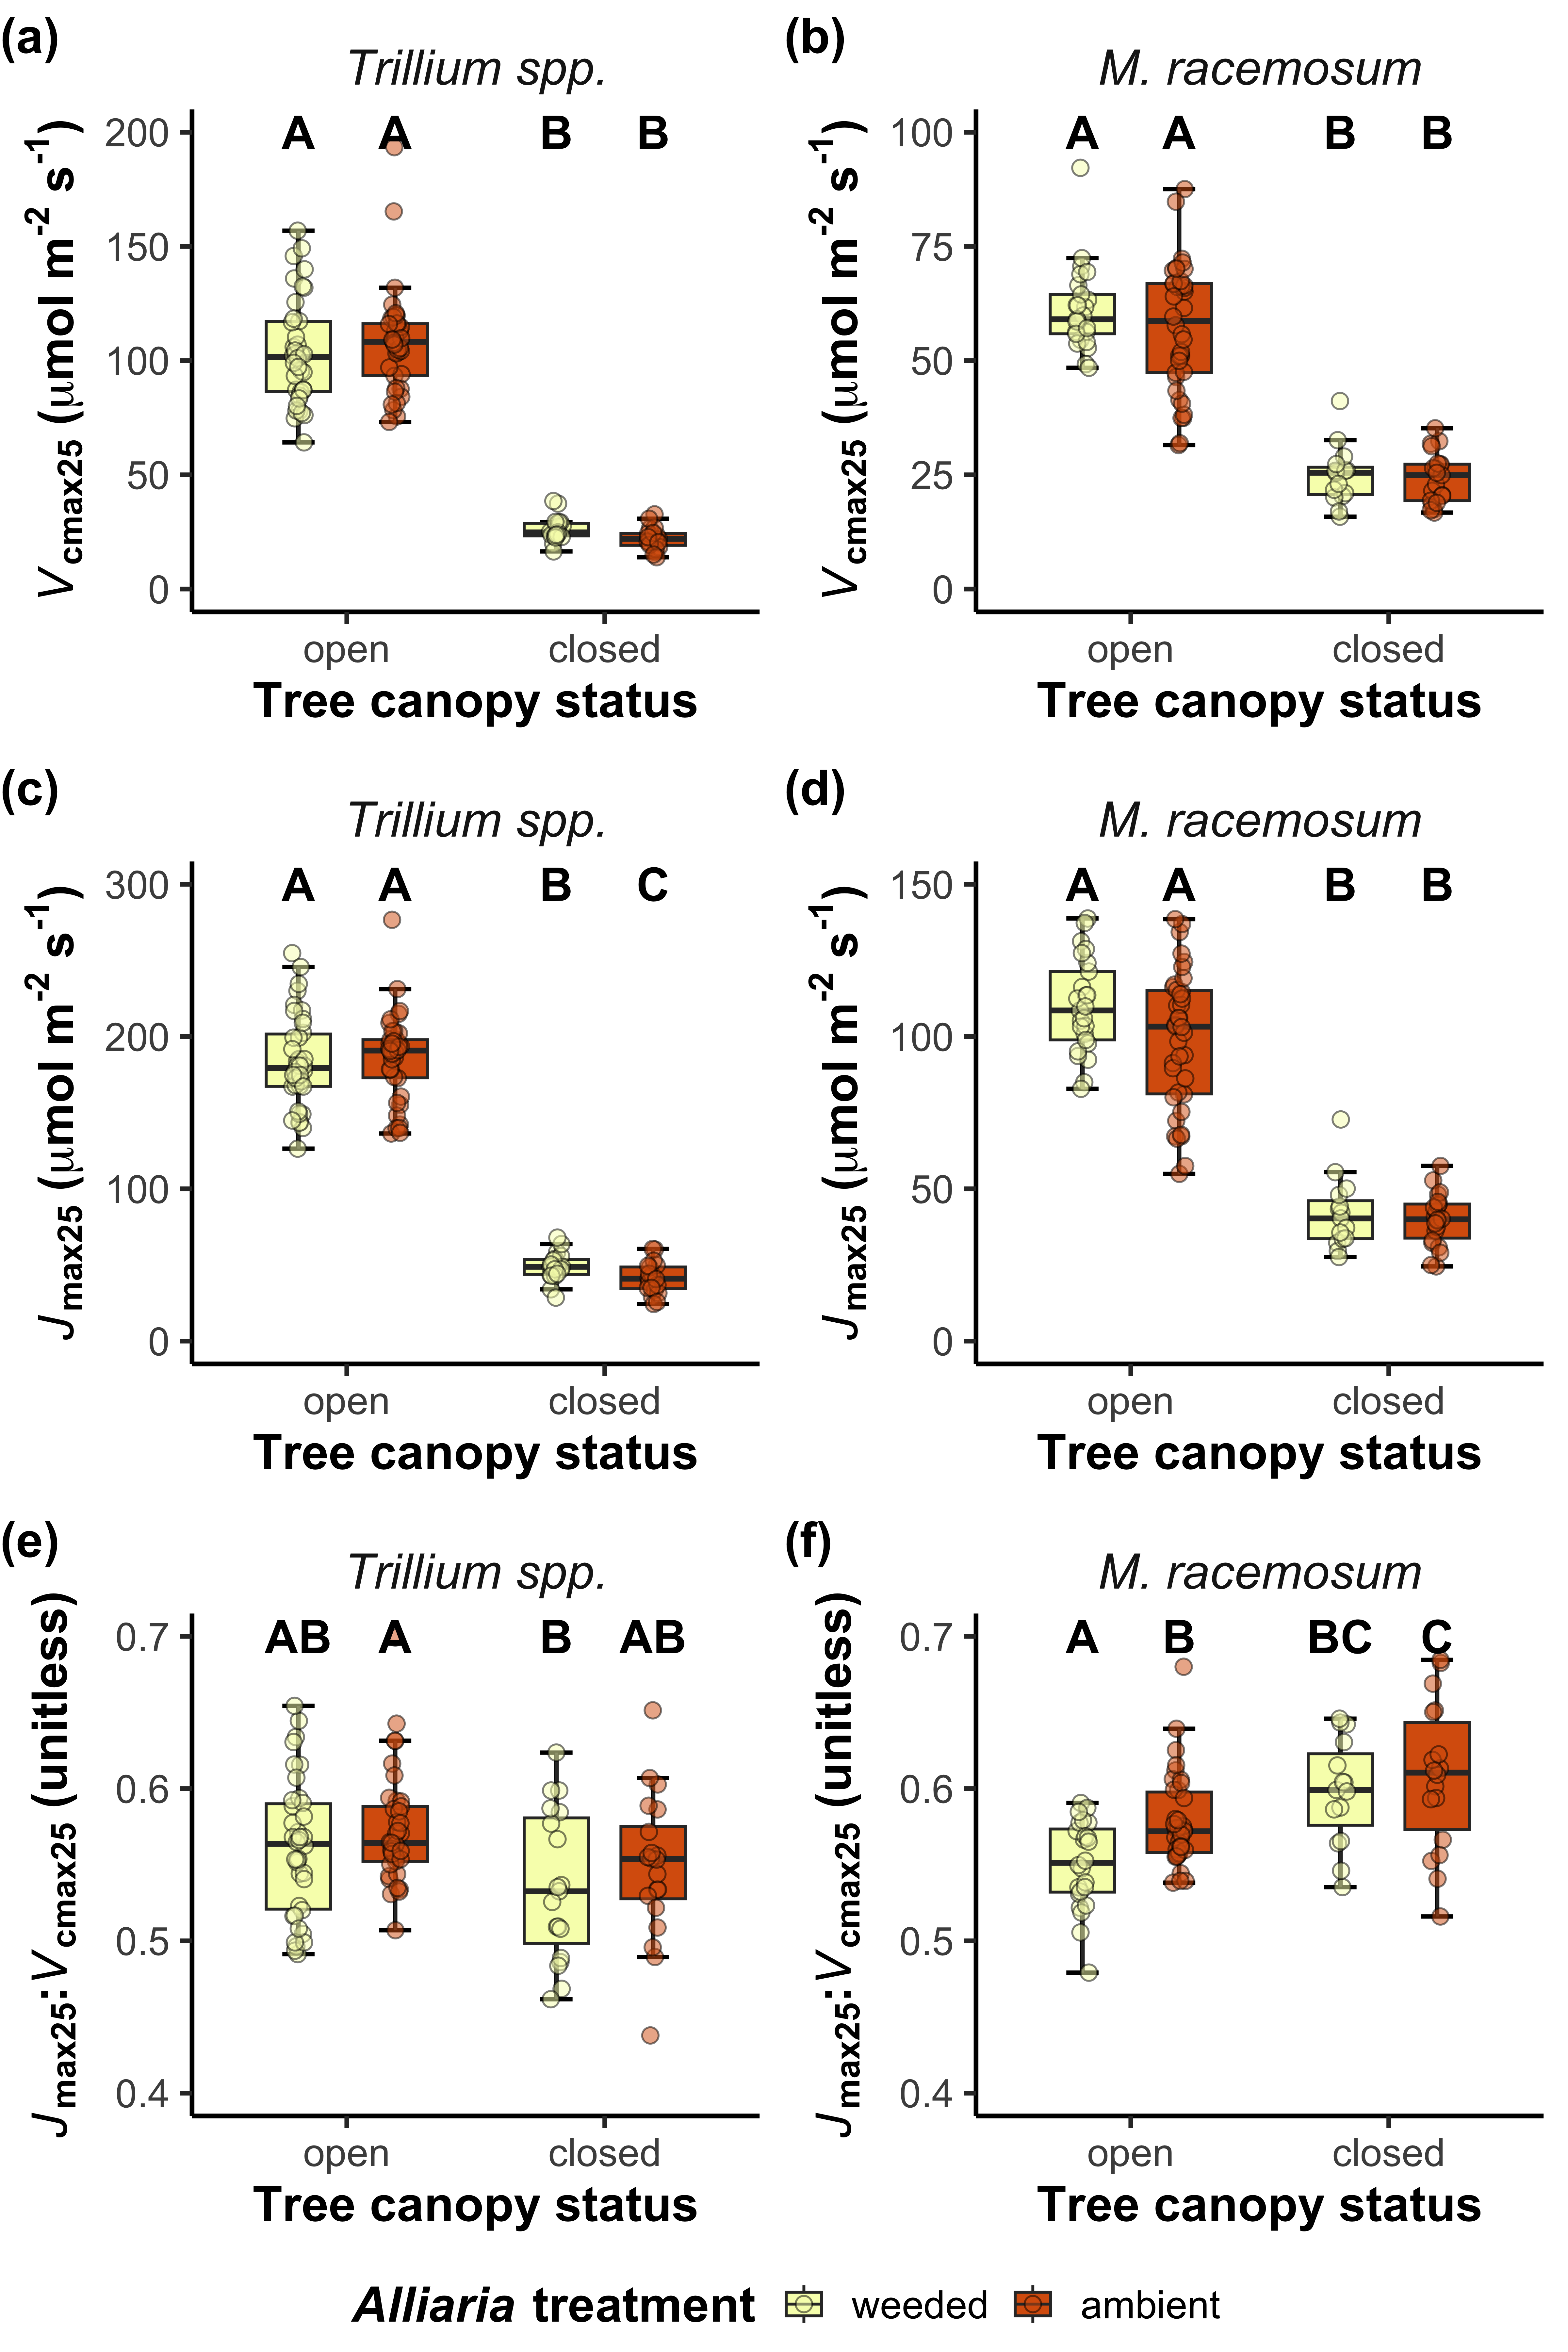 (a) Trillium spp.
A A B B
200
150
100
50
0
Vcmax25 (μmol m-2 s-1)
open closed
Tree canopy status
(b) M. racemosum
A A B B
100
75
50
25
0
Vcmax25 (μmol m-2 s-1)
open closed
Tree canopy status
(c) Trillium spp.
A A B C
300
200
100
0
Jmax25 (μmol m-2 s-1)
open closed
Tree canopy status
(d) M. racemosum
A A B B
150
100
50
0
Jmax25 (μmol m-2 s-1)
open closed
Tree canopy status
(e) Trillium spp.
AB A B AB
0.7
0.6
0.5
0.4
Jmax25:Vcmax25 (unitless)
open closed
Tree canopy status
(f) M. racemosum
A B BC C
0.7
0.6
0.5
0.4
Jmax25:Vcmax25 (unitless)
open closed
Tree canopy status
Alliaria treatment weeded ambient